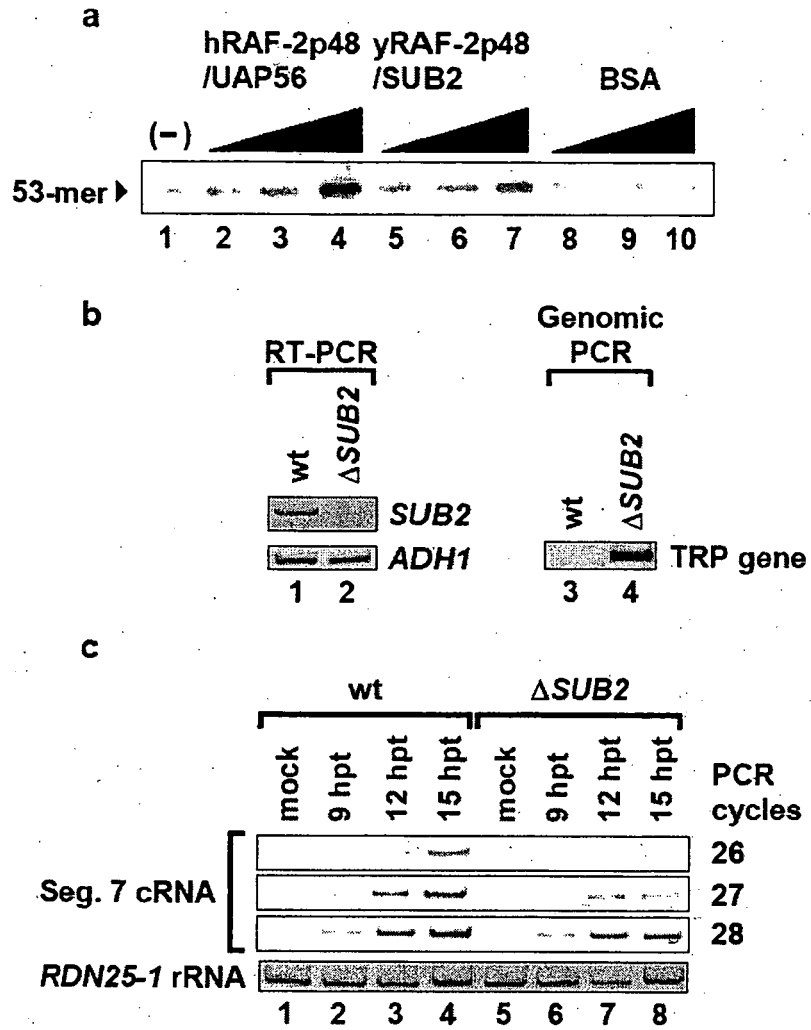 a
hRAF-2p48 yRAF-2p48
/UAP56 /SUB2 BSA
(–)
53-mer
1 2 3 4 5 6 7 8 9 10
b
Genomic
RT-PCR PCR
wt ΔSUB2 wt ΔSUB2
SUB2
ADH1 TRP gene
1 2 3 4
c
wt ΔSUB2
mock 9 hpt 12 hpt 15 hpt mock 9 hpt 12 hpt 15 hpt PCR
cycles
26
Seg. 7 cRNA 27
28
RDN25-1 rRNA
1 2 3 4 5 6 7 8